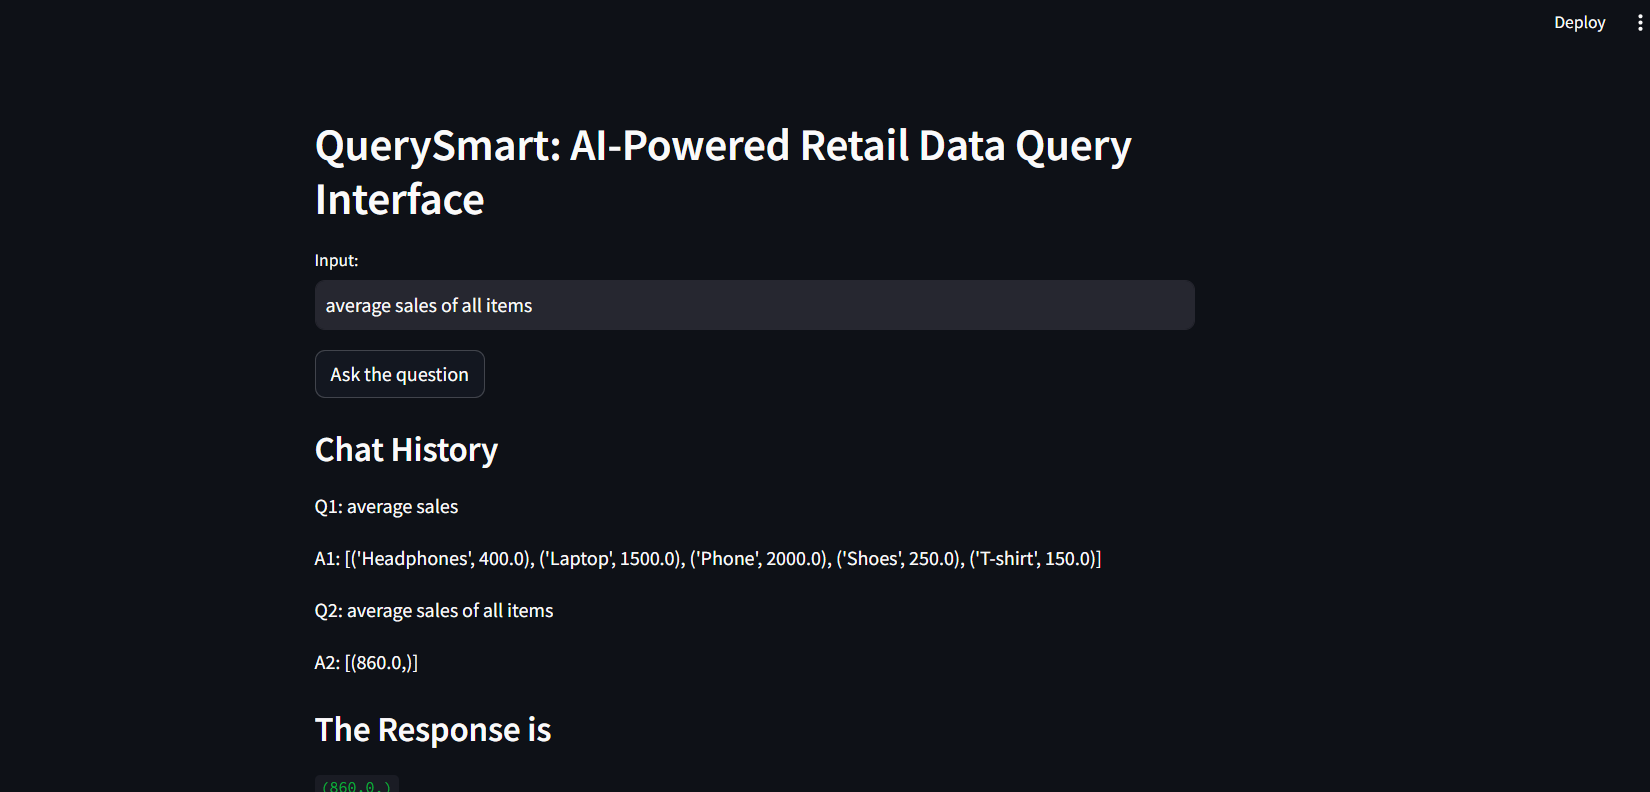 Deploy
QuerySmart: AI-Powered Retail Data Query
Interface
Input:
average sales of all items
Ask the question
Chat History
Q1: average sales
A1: [('Headphones', 400.0), ('Laptop', 1500.0), ('Phone', 2000.0), ('Shoes', 250.0), ('T-shirt', 150.0)]
Q2: average sales of all items
A2: [(860.0,)]
The Response is
(860.0,)